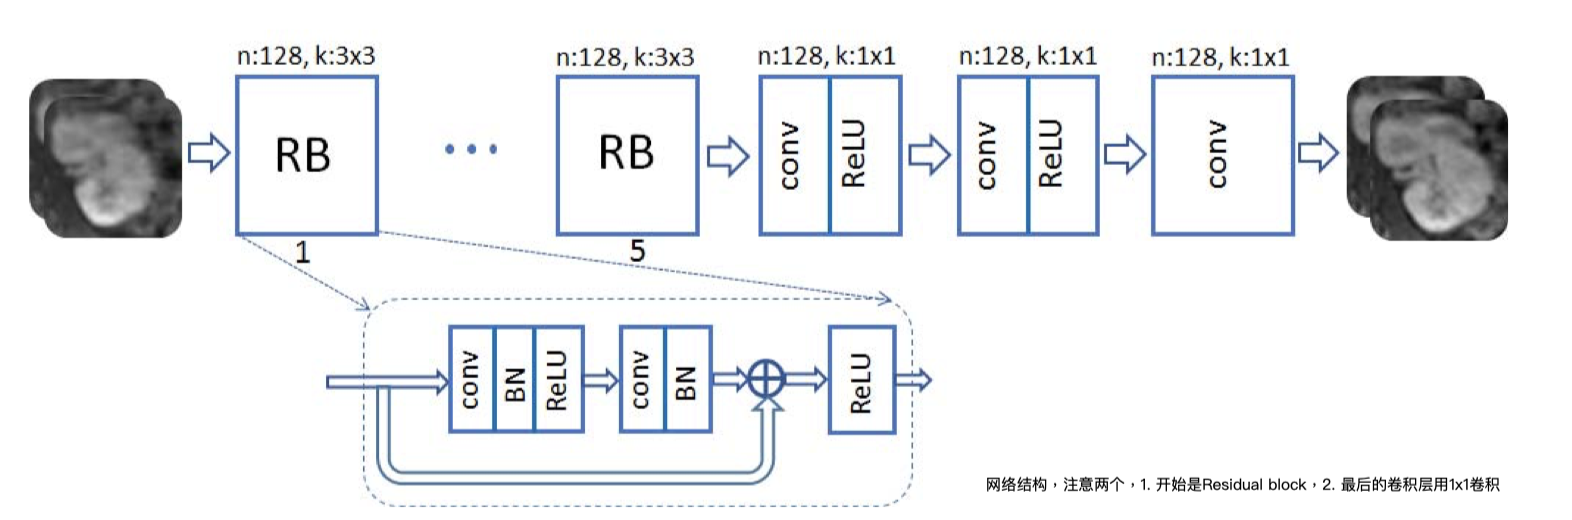 n:128, k:3x3
n:128, k:3x3
n:128, k:1x1
n:128, k:1x1
n:128, k:1x1
RB
RB
conv
ReLU
conv
ReLU
conv
1
5
conv
BN
ReLU
conv
BN
ReLU
网络结构，注意两个，1. 开始是Residual block，2. 最后的卷积层用1x1卷积